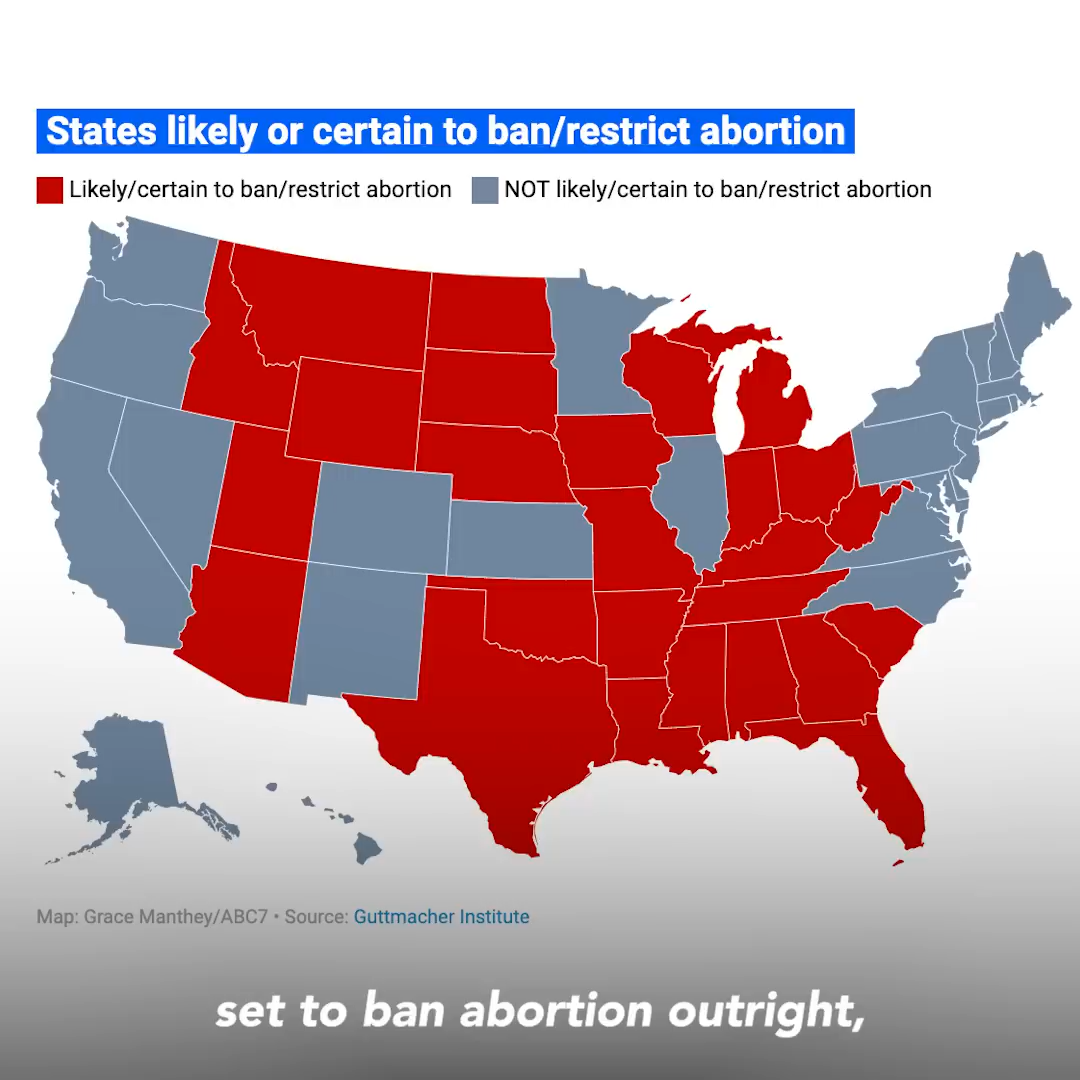 States likely or certain to ban/restrict abortion
Likely/certain to ban/restrict abortion NOT likely/certain to ban/restrict abortion
Map: Grace Manthey/ABC7 • Source: Guttmacher Institute
set to ban abortion outright,